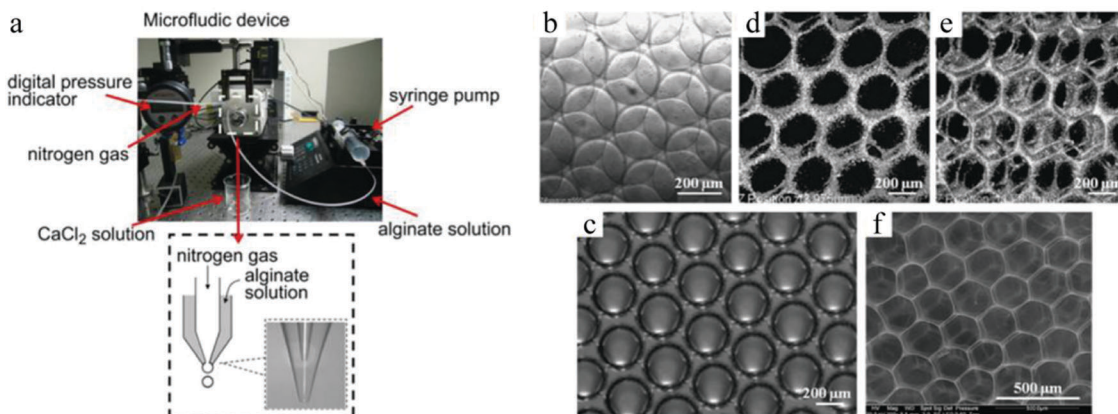 a
Microfludic device
digital pressure
indicator
nitrogen gas
CaCl₂ solution
syringe pump
alginate solution
nitrogen gas
alginate
solution
b
200 μm
d
200 μm
e
200 μm
c
200 μm
f
500 μm